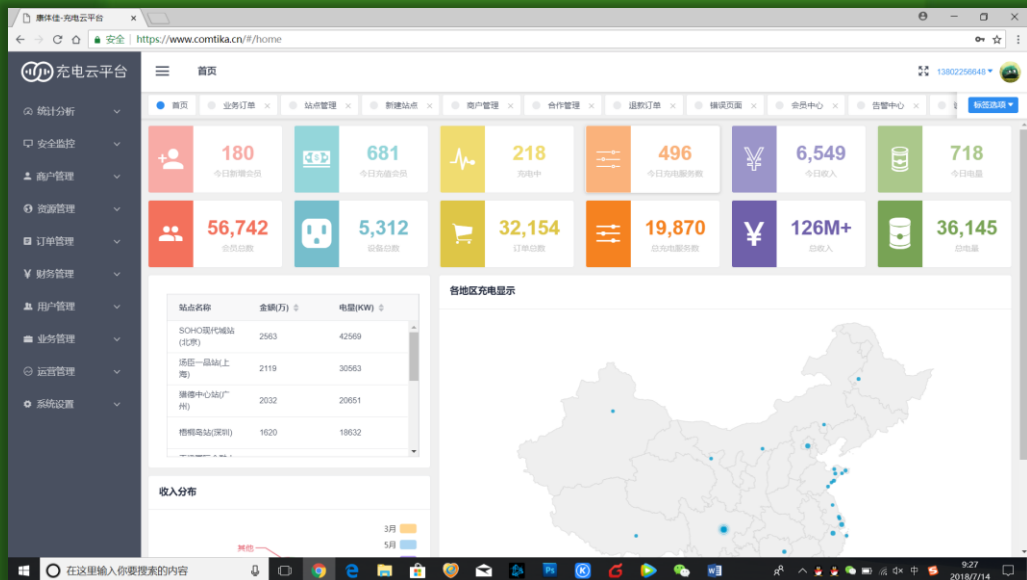 康体佳-充电云平台
安全
https://www.comtika.cn/#/home
充电云平台
首页
13802256648
首页
业务订单
站点管理
新建站点
商户管理
合作管理
退款订单
错误页面
会员中心
告警中心
标签选项
统计分析
安全监控
商户管理
资源管理
订单管理
财务管理
用户管理
业务管理
运营管理
系统设置
180
今日新增会员
681
今日充值会员
218
充电中
496
今日充电服务数
6,549
今日收入
718
今日电量
56,742
会员总数
5,312
设备总数
32,154
订单总数
19,870
总充电服务数
126M+
总收入
36,145
总电量
站点名称 金额(万) 电量(KW)
SOHO现代城站
(北京) 2563 42569
汤臣一品站(上
海) 2119 30563
猎德中心站(广
州) 2032 20651
梧桐岛站(深圳) 1620 18632
各地区充电显示
收入分布
3月
5月
其他
在这里输入你要搜索的内容
中
9:27
2018/7/14